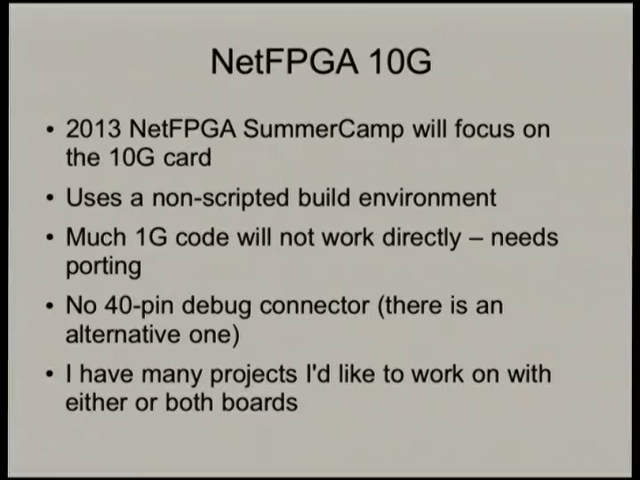 NetFPGA 10G
• 2013 NetFPGA SummerCamp will focus on
the 10G card
• Uses a non-scripted build environment
• Much 1G code will not work directly – needs
porting
• No 40-pin debug connector (there is an
alternative one)
• I have many projects I'd like to work on with
either or both boards